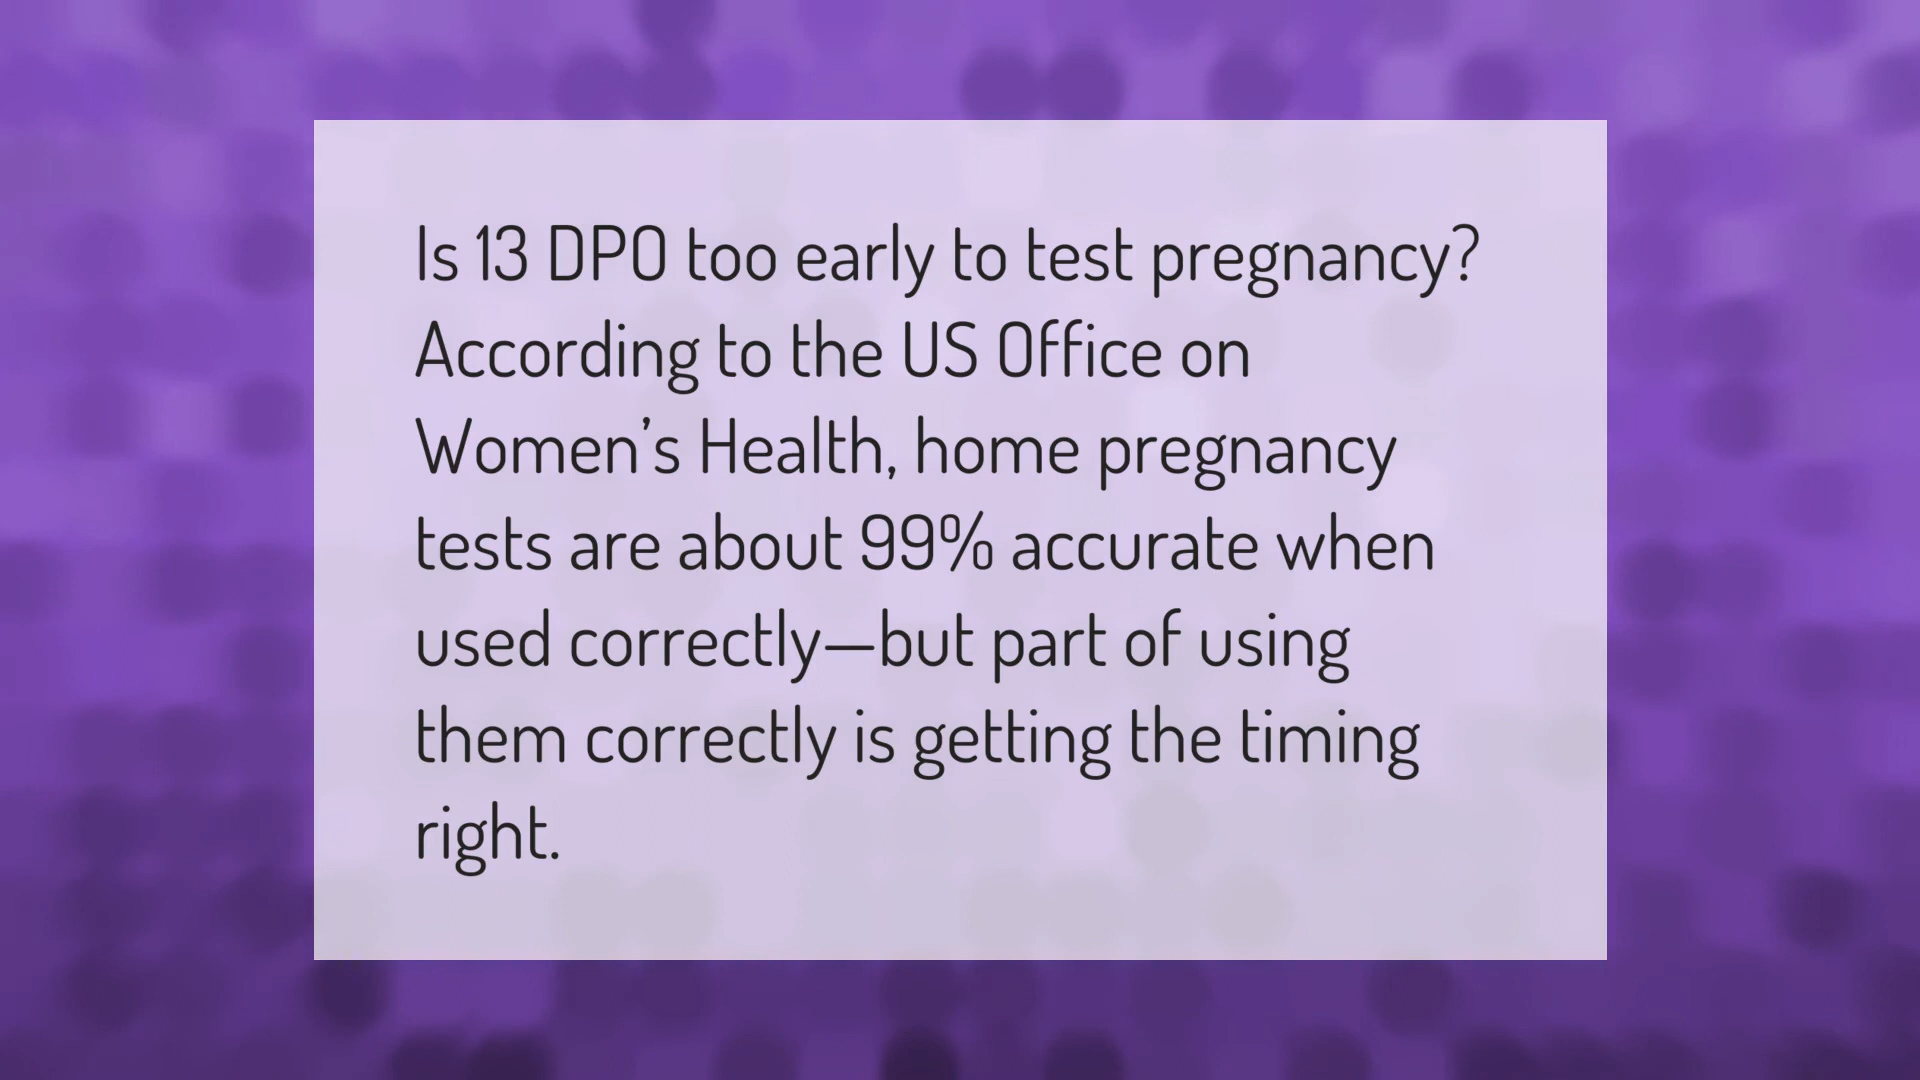 Is 13 DPO too early to test pregnancy?
According to the US Office on
Women’s Health, home pregnancy
tests are about 99% accurate when
used correctly—but part of using
them correctly is getting the timing
right.